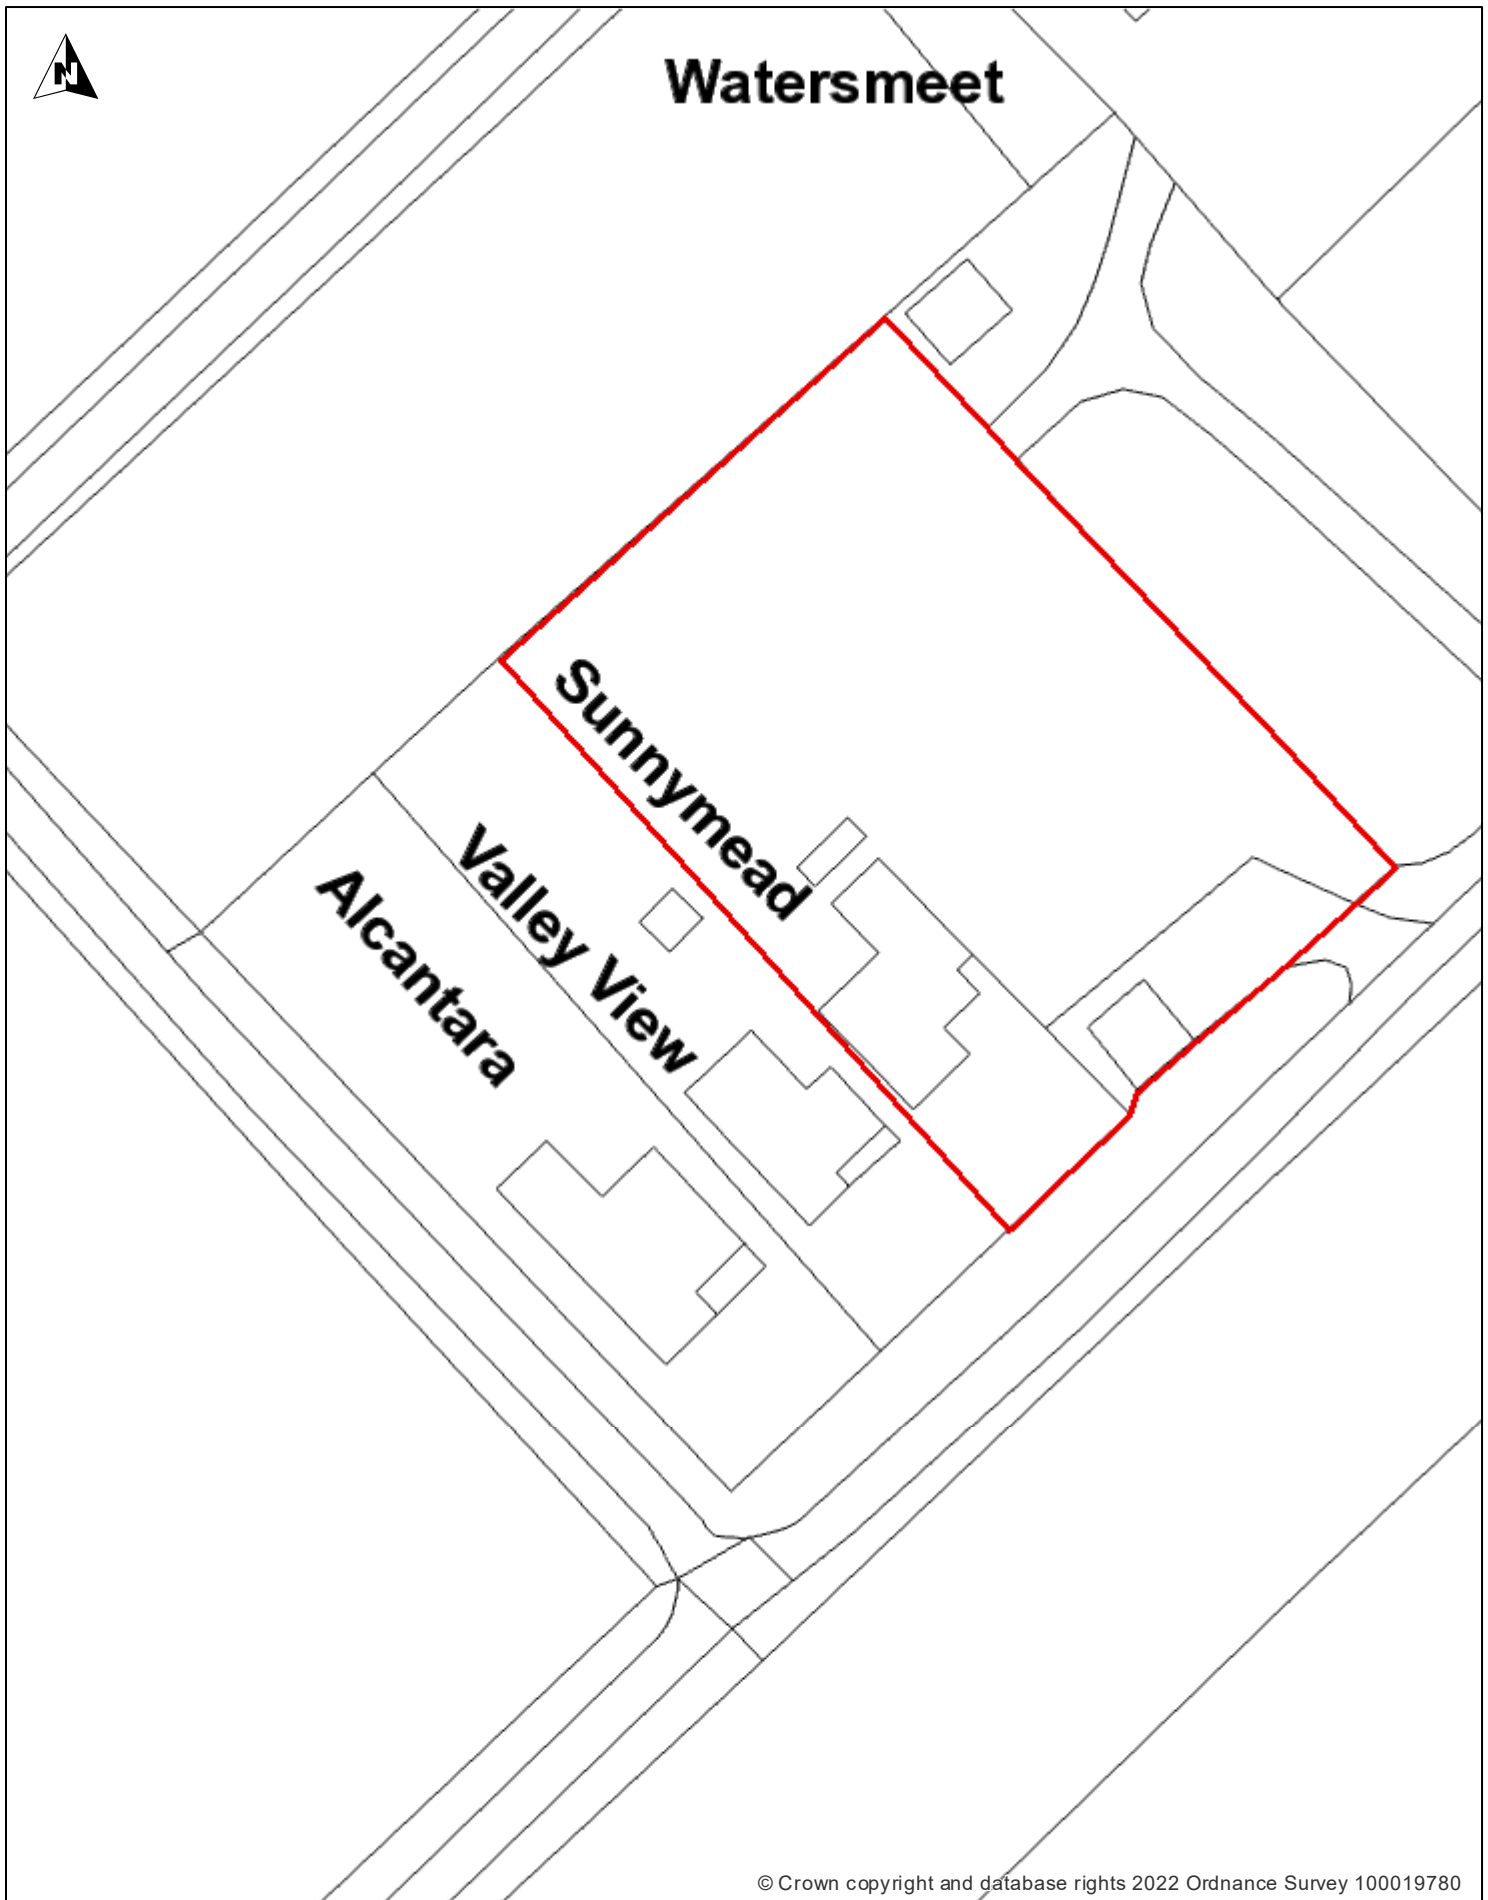 N
Watersmeet
Sunnymead
Valley View
Alcantara
© Crown copyright and database rights 2022 Ordnance Survey 100019780